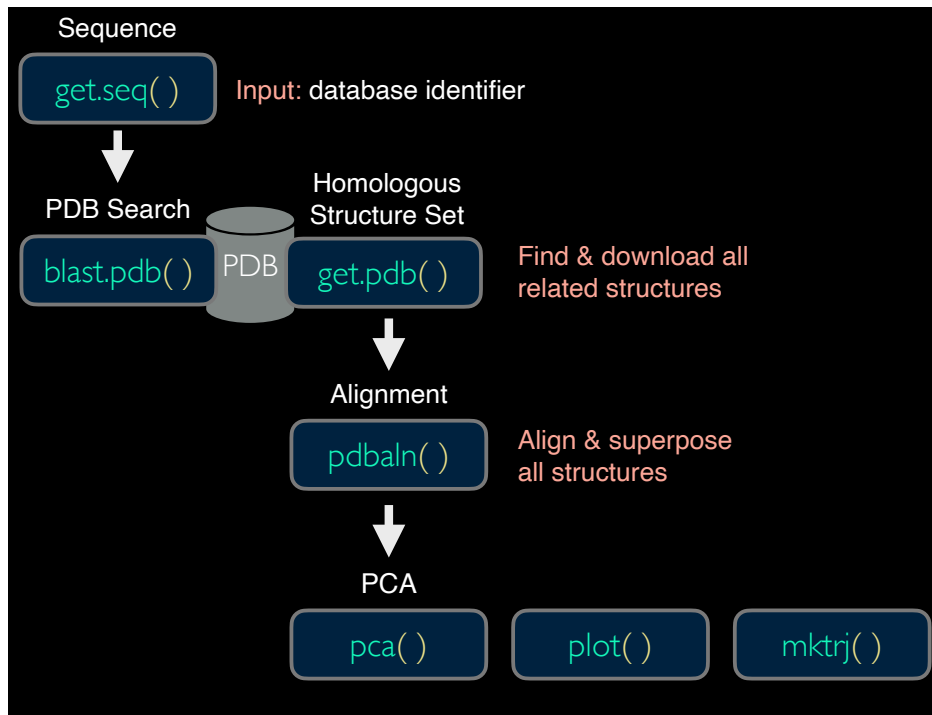 Sequence
get.seq( )
Input: database identifier
PDB Search
blast.pdb( )
PDB
Homologous
Structure Set
get.pdb( )
Find & download all
related structures
Alignment
pdbaln( )
Align & superpose
all structures
PCA
pca( )
plot( )
mktrj( )